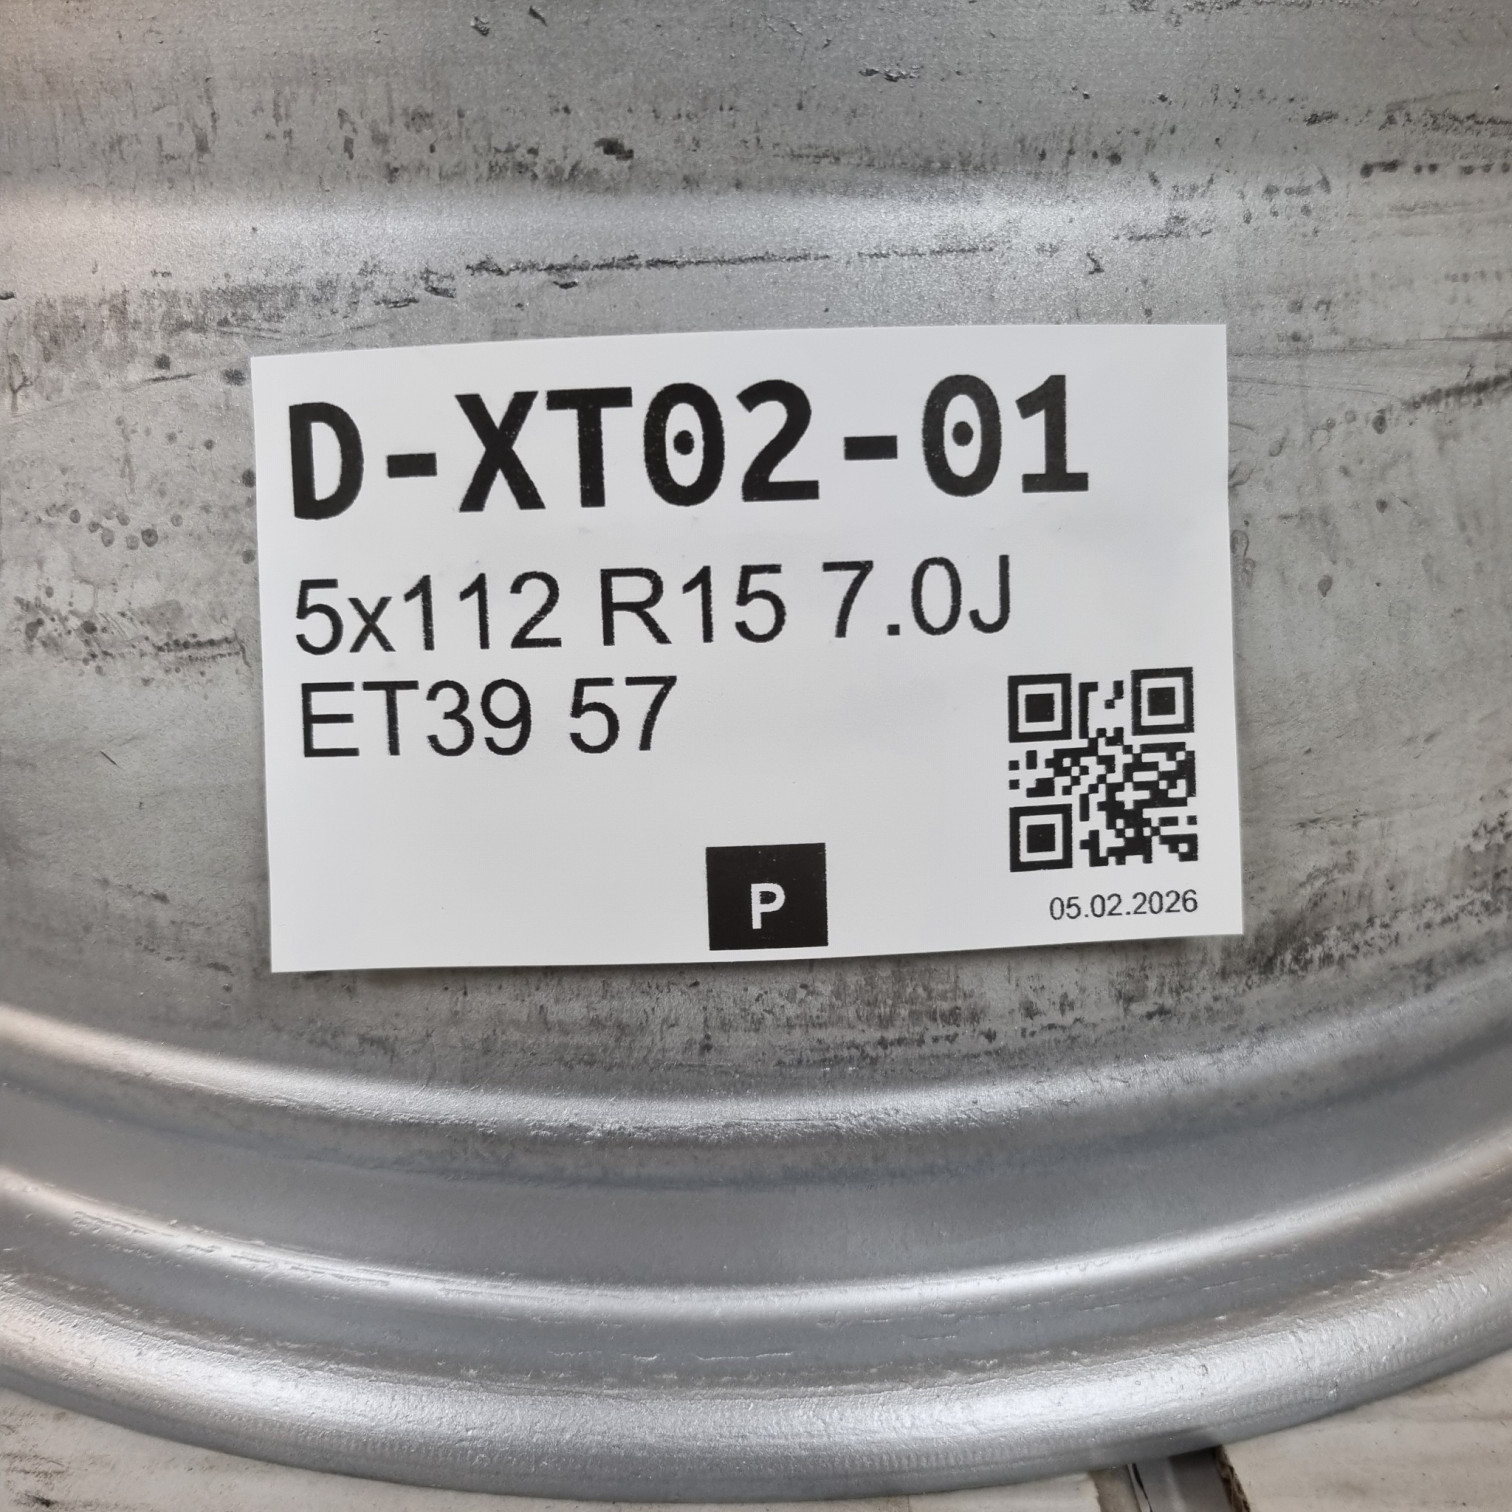 D-XT02-01
5x112 R15 7.0J
ET39 57
P
05.02.2026